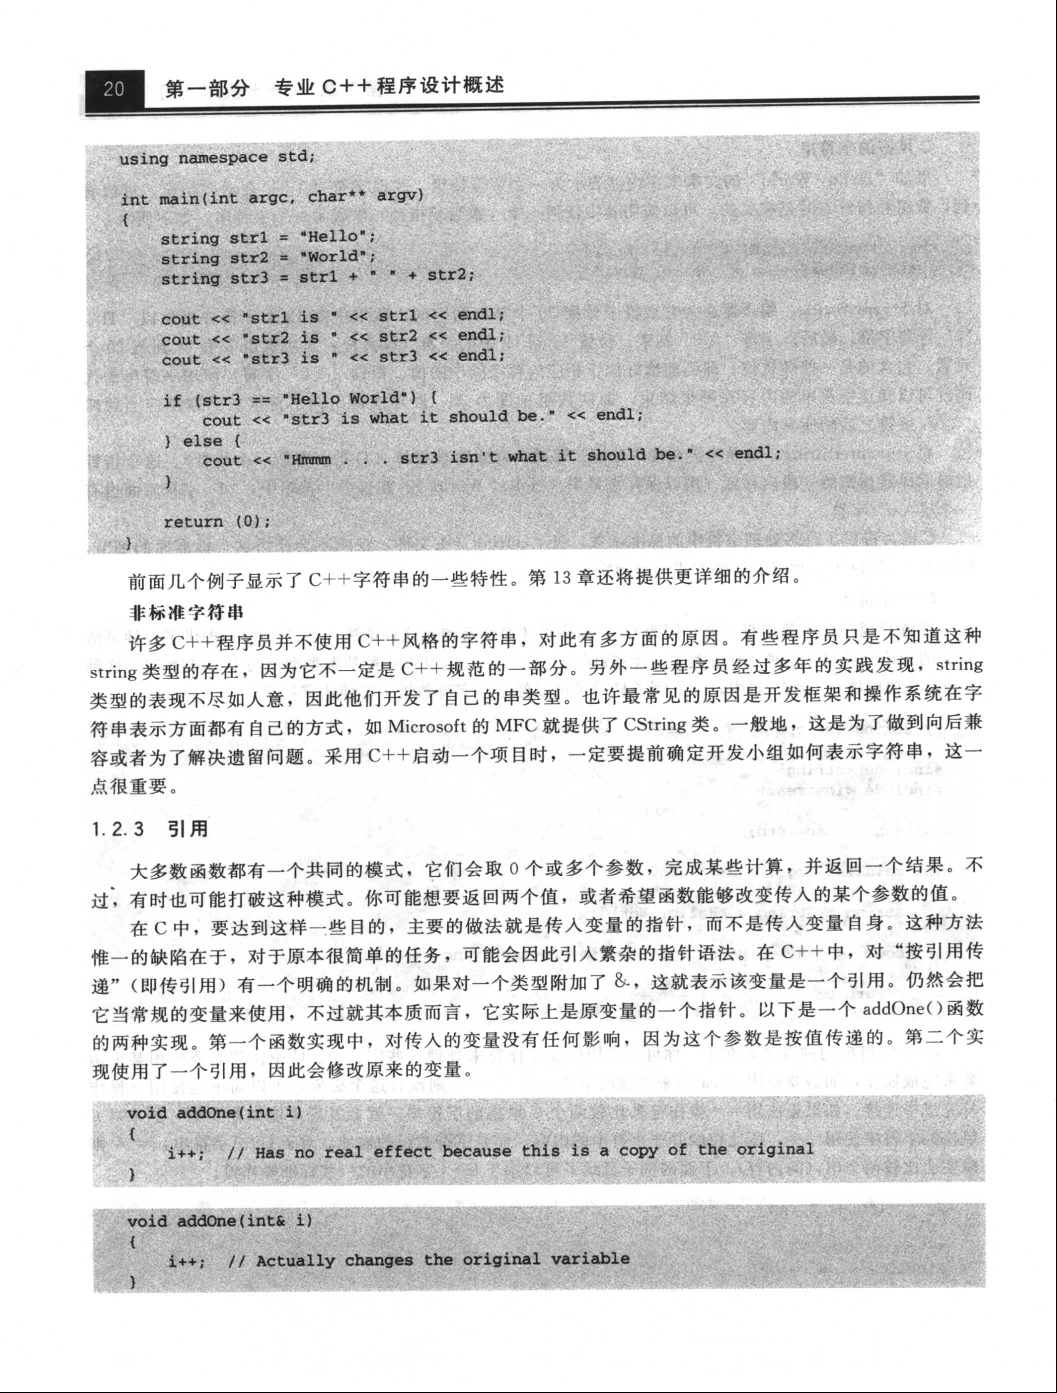 20 第一部分 专业 C++程序设计概述
using namespace std;
int main(int argc, char** argv)
{
string str1 = "Hello";
string str2 = "World";
string str3 = str1 + " " + str2;
cout << "str1 is " << str1 << endl;
cout << "str2 is " << str2 << endl;
cout << "str3 is " << str3 << endl;
if (str3 == "Hello World") {
cout << "str3 is what it should be." << endl;
} else {
cout << "Hmmm . . . str3 isn't what it should be." << endl;
}
return (0);
}
前面几个例子显示了 C++字符串的一些特性。第 13 章还将提供更详细的介绍。
非标准字符串
许多 C++程序员并不使用 C++风格的字符串，对此有多方面的原因。有些程序员只是不知道这种
string 类型的存在，因为它不一定是 C++规范的一部分。另外一些程序员经过多年的实践发现，string
类型的表现不尽如人意，因此他们开发了自己的串类型。也许最常见的原因是开发框架和操作系统在字
符串表示方面都有自己的方式，如 Microsoft 的 MFC 就提供了 CString 类。一般地，这是为了做到向后兼
容或者为了解决遗留问题。采用 C++启动一个项目时，一定要提前确定开发小组如何表示字符串，这一
点很重要。
1.2.3 引用
大多数函数都有一个共同的模式，它们会取 0 个或多个参数，完成某些计算，并返回一个结果。不
过，有时也可能打破这种模式。你可能想要返回两个值，或者希望函数能够改变传入的某个参数的值。
在 C 中，要达到这样一些目的，主要的做法就是传入变量的指针，而不是传入变量自身。这种方法
惟一的缺陷在于，对于原本很简单的任务，可能会因此引入繁杂的指针语法。在 C++中，对“按引用传
递”（即传引用）有一个明确的机制。如果对一个类型附加了 &，这就表示该变量是一个引用。仍然会把
它当常规的变量来使用，不过就其本质而言，它实际上是原变量的一个指针。以下是一个 addOne()函数
的两种实现。第一个函数实现中，对传入的变量没有任何影响，因为这个参数是按值传递的。第二个实
现使用了一个引用，因此会修改原来的变量。
void addOne(int i)
{
i++; // Has no real effect because this is a copy of the original
}
void addOne(int& i)
{
i++; // Actually changes the original variable
}